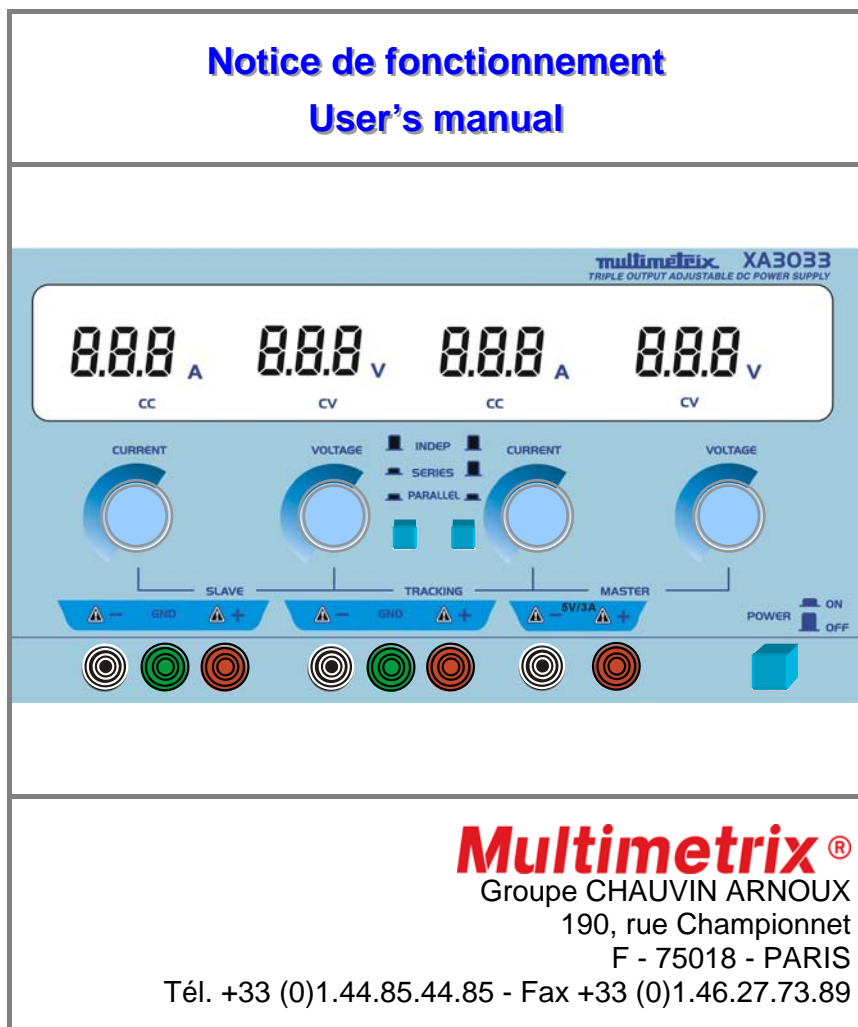 Notice de fonctionnement
User's manual
multimetrix XA3033
TRIPLE OUTPUT ADJUSTABLE DC POWER SUPPLY
8.8.8 A 8.8.8 V 8.8.8 A 8.8.8 V
CC CV CC CV
CURRENT VOLTAGE INDEP CURRENT VOLTAGE
SERIES
PARALLEL
SLAVE TRACKING MASTER
- GND + - GND + - 5V/3A + POWER ON
OFF
Multimetrix ®
Groupe CHAUVIN ARNOUX
190, rue Championnet
F - 75018 - PARIS
Tél. +33 (0)1.44.85.44.85 - Fax +33 (0)1.46.27.73.89